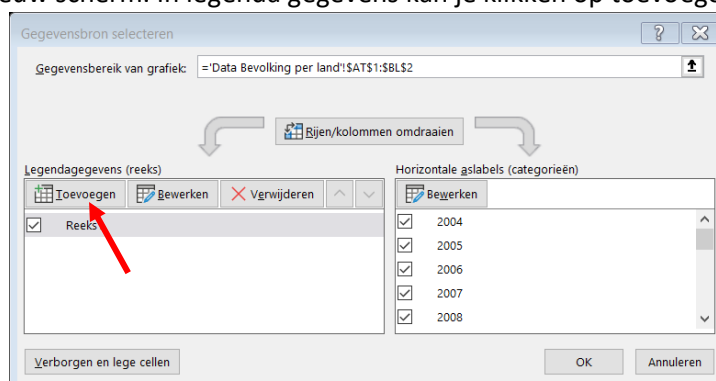 Gegevensbron selecteren
Gegevensbereik van grafiek: ='Data Bevolking per land'!$AT$1:$BL$2
Rijen/kolommen omdraaien
Legendagegevens (reeks)
Toevoegen Bewerken Verwijderen
Reeks
Horizontale aslabels (categorieën)
Bewerken
2004
2005
2006
2007
2008
Verborgen en lege cellen
OK Annuleren